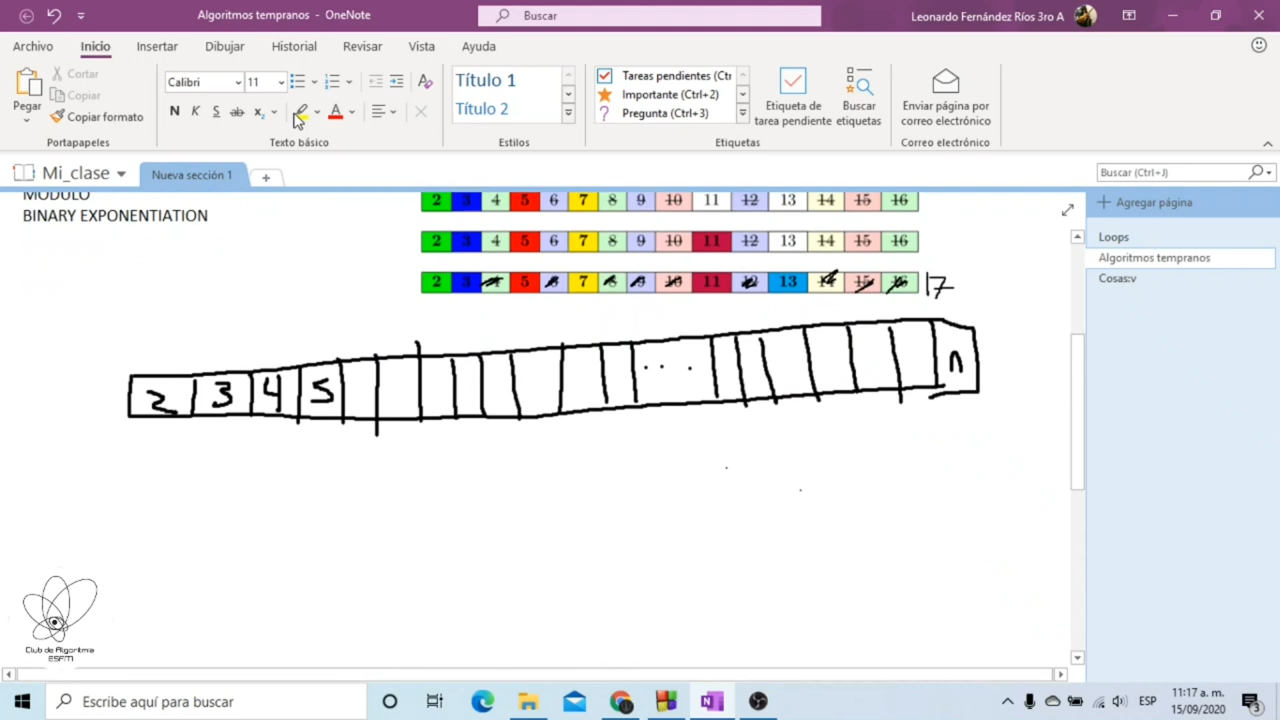 Algoritmos tempranos - OneNote
Buscar
Leonardo Fernández Ríos 3ro A
Archivo Inicio Insertar Dibujar Historial Revisar Vista Ayuda
Pegar
Cortar
Copiar
Copiar formato
Portapapeles
Calibri 11
N K S ab x₂ A
Texto básico
Título 1
Título 2
Estilos
Tareas pendientes (Ctr
Importante (Ctrl+2)
Pregunta (Ctrl+3)
Etiqueta de
tarea pendiente
Buscar
etiquetas
Etiquetas
Enviar página por
correo electrónico
Correo electrónico
Mi_clase
Nueva sección 1
Buscar (Ctrl+J)
MODULO
BINARY EXPONENTIATION
2 3 4 5 6 7 8 9 10 11 12 13 14 15 16
2 3 4 5 6 7 8 9 10 11 12 13 14 15 16
2 3 4 5 6 7 8 9 10 11 12 13 14 15 16 17
2 3 4 5 ... n
Agregar página
Loops
Algoritmos tempranos
Cosas:v
Club de Algoritmia
ESFM
Escribe aquí para buscar
ESP
11:17 a. m.
15/09/2020
3